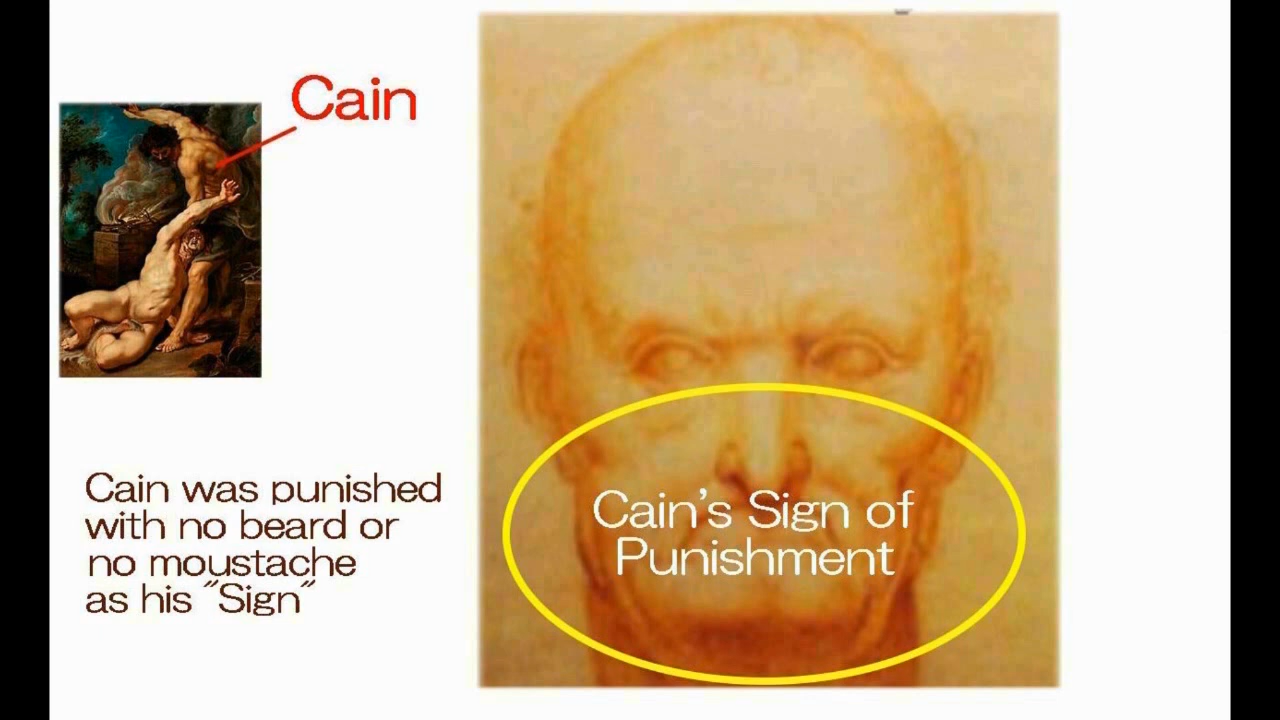 Cain
Cain was punished
with no beard or
no moustache
as his "Sign"
Cain's Sign of
Punishment